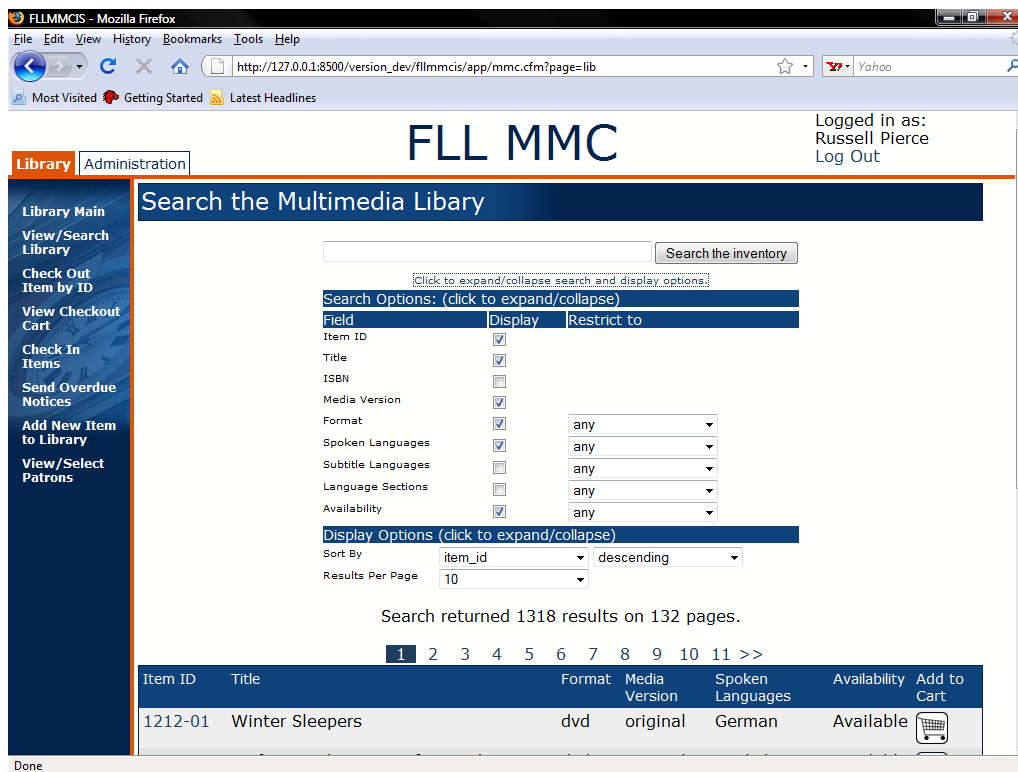 FLLMMCIS - Mozilla Firefox
File Edit View History Bookmarks Tools Help
http://127.0.0.1:8500/version_dev/fllmmcis/app/mmc.cfm?page=lib
Yahoo
Most Visited Getting Started Latest Headlines
FLL MMC
Logged in as:
Russell Pierce
Log Out
Library Administration
Library Main
View/Search
Library
Check Out
Item by ID
View Checkout
Cart
Check In
Items
Send Overdue
Notices
Add New Item
to Library
View/Select
Patrons
Search the Multimedia Libary
Search the inventory
Click to expand/collapse search and display options.
Search Options: (click to expand/collapse)
Field Display Restrict to
Item ID
Title
ISBN
Media Version
Format any
Spoken Languages any
Subtitle Languages any
Language Sections any
Availability any
Display Options (click to expand/collapse)
Sort By item_id descending
Results Per Page 10
Search returned 1318 results on 132 pages.
1 2 3 4 5 6 7 8 9 10 11 >>
Item ID Title Format Media Version Spoken Languages Availability Add to Cart
1212-01 Winter Sleepers dvd original German Available
Done